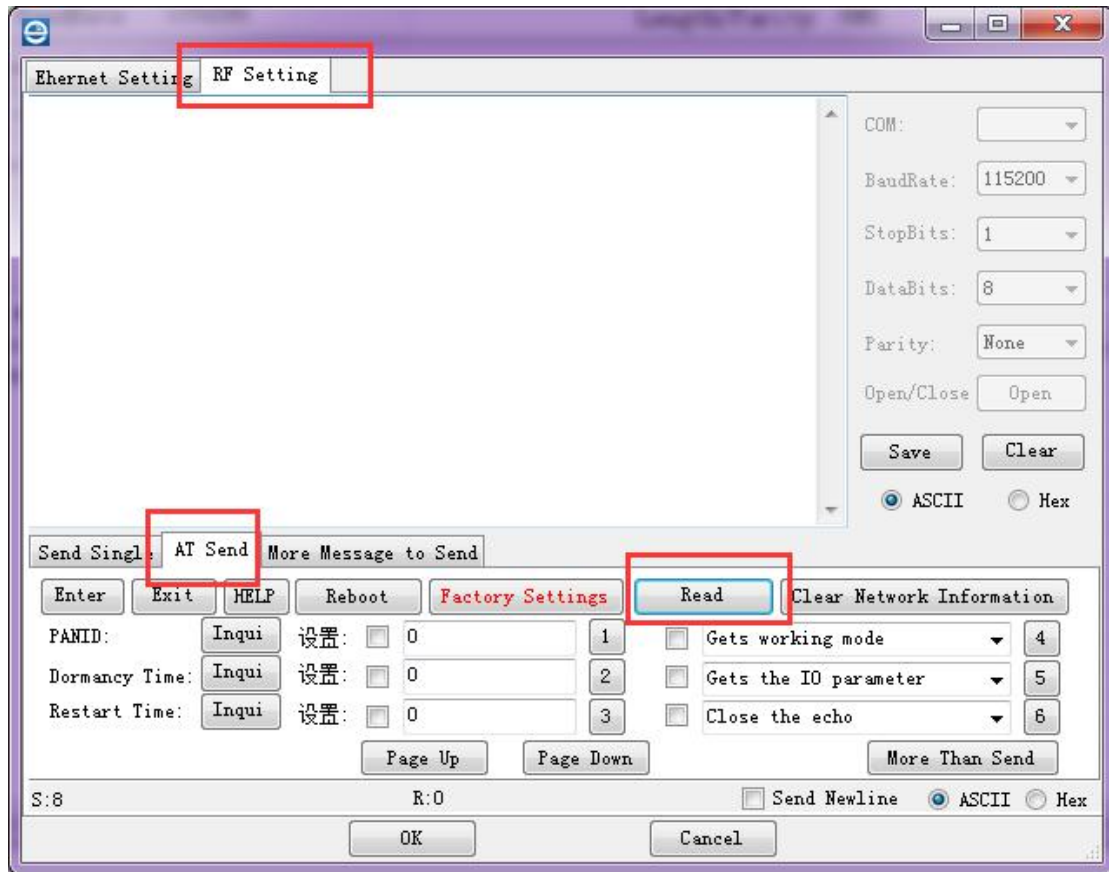 Ehernet Setting RF Setting
COM:
BaudRate: 115200
StopBits: 1
DataBits: 8
Parity: None
Open/Close Open
Save Clear
ASCII Hex
Send Single AT Send More Message to Send
Enter Exit HELP Reboot Factory Settings Read Clear Network Information
PANID: Inqui 设置: 0 1 Gets working mode 4
Dormancy Time: Inqui 设置: 0 2 Gets the IO parameter 5
Restart Time: Inqui 设置: 0 3 Close the echo 6
Page Up Page Down More Than Send
S:8 R:0 Send Newline ASCII Hex
OK Cancel